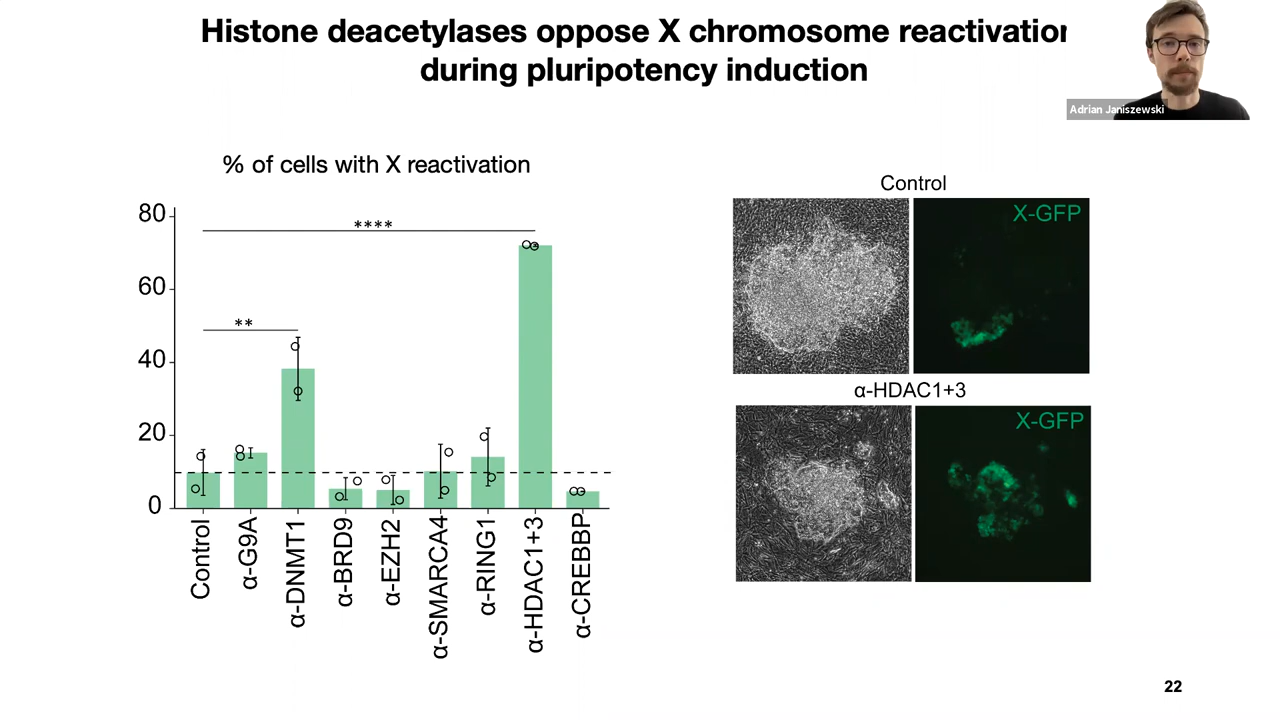 Histone deacetylases oppose X chromosome reactivation
during pluripotency induction
Adrian Janiszewski
% of cells with X reactivation
80
60
40
20
0
****
**
Control
α-G9A
α-DNMT1
α-BRD9
α-EZH2
α-SMARCA4
α-RING1
α-HDAC1+3
α-CREBBP
Control
X-GFP
α-HDAC1+3
X-GFP
22